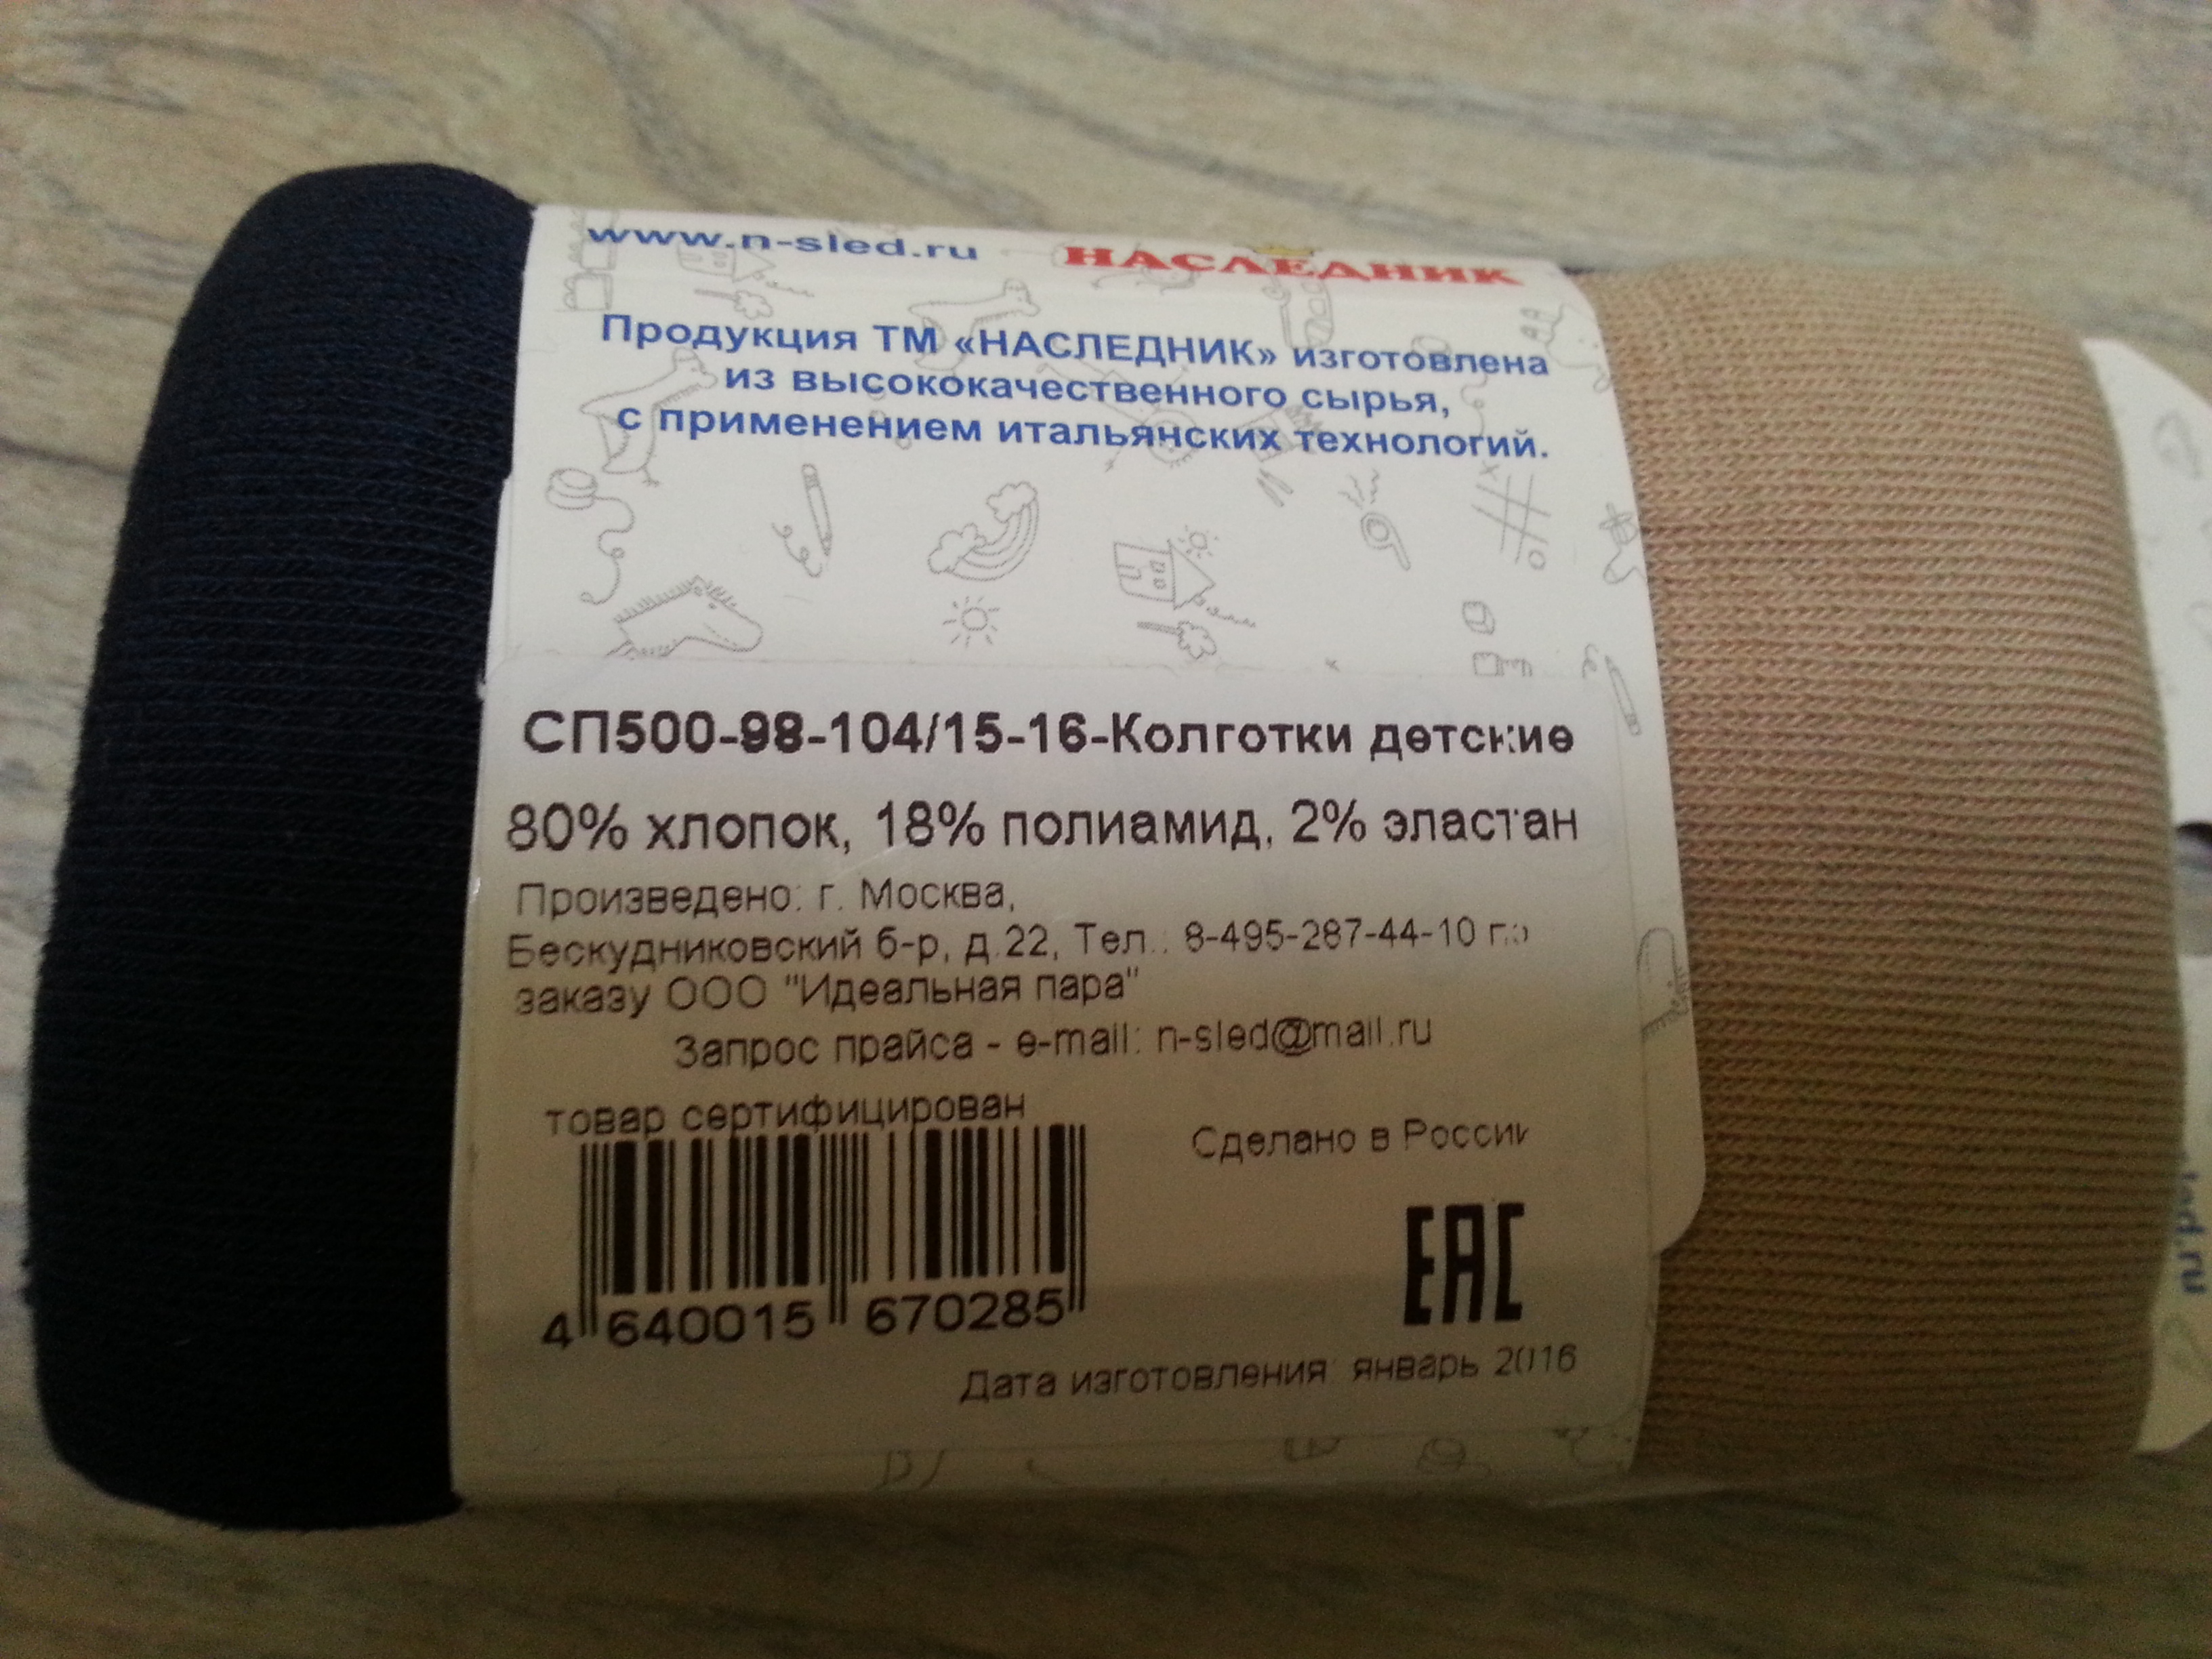 www.n-sled.ru НАСЛЕДНИК
Продукция ТМ «НАСЛЕДНИК» изготовлена
из высококачественного сырья,
с применением итальянских технологий.
СП500-98-104/15-16-Колготки детские
80% хлопок, 18% полиамид, 2% эластан
Произведено: г. Москва,
Бескудниковский б-р, д.22, Тел.: 8-495-287-44-10 по
заказу ООО "Идеальная пара"
Запрос прайса - e-mail: n-sled@mail.ru
товар сертифицирован
Сделано в России
4 640015 670285
EAC
Дата изготовления: январь 2016